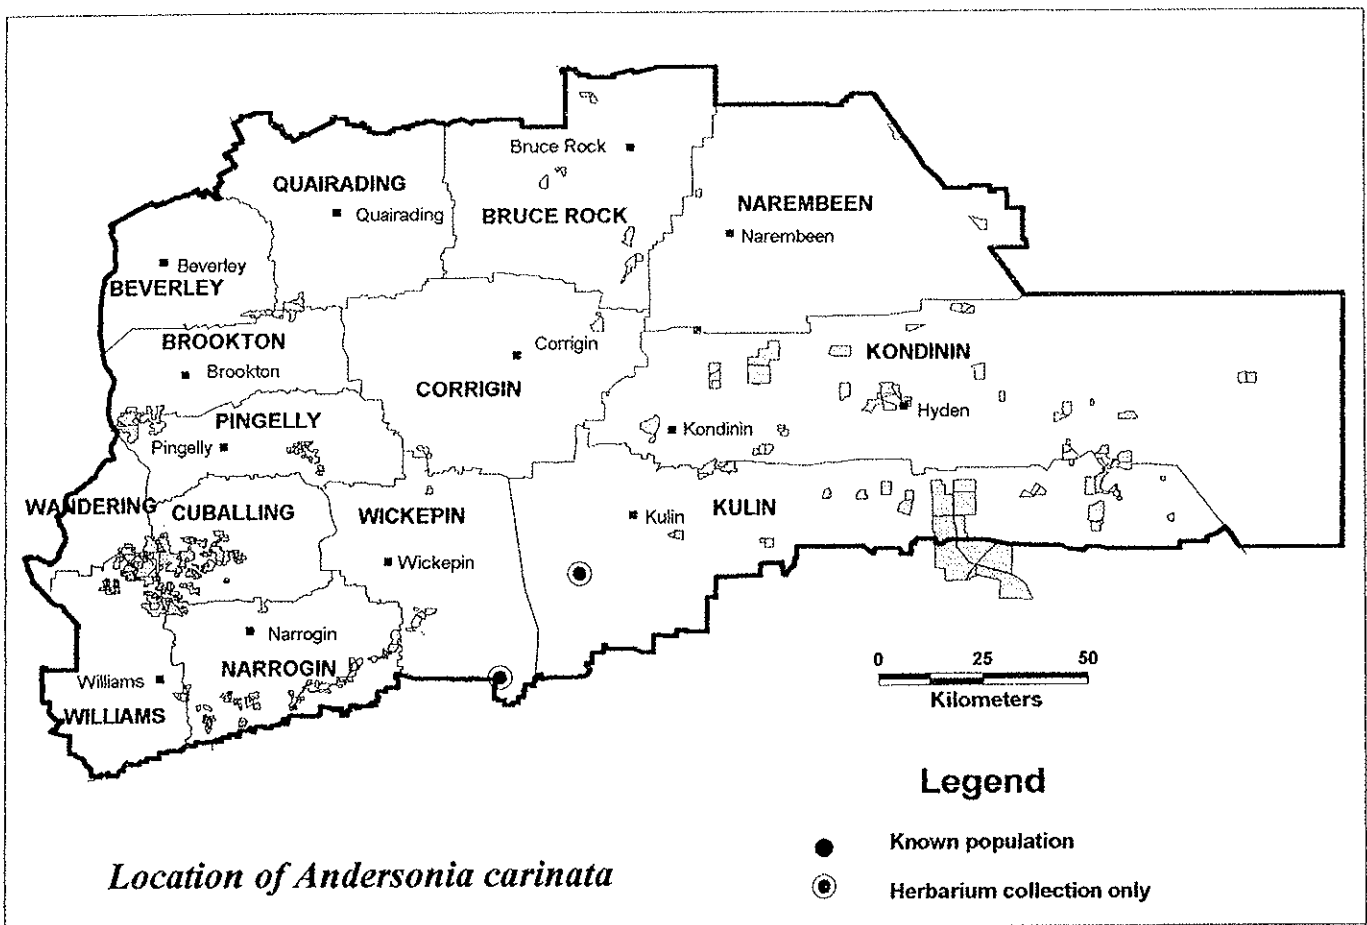 Bruce Rock
QUAIRADING
Quairading
BRUCE ROCK
NAREMBEEN
Narembeen
Beverley
BEVERLEY
BROOKTON
Brookton
Corrigin
CORRIGIN
KONDININ
Hyden
PINGELLY
Pingelly
Kondinin
WANDERING
CUBALLING
WICKEPIN
Wickepin
Kulin
KULIN
Narrogin
NARROGIN
Williams
WILLIAMS
0 25 50
Kilometers
Legend
Known population
Herbarium collection only
Location of Andersonia carinata